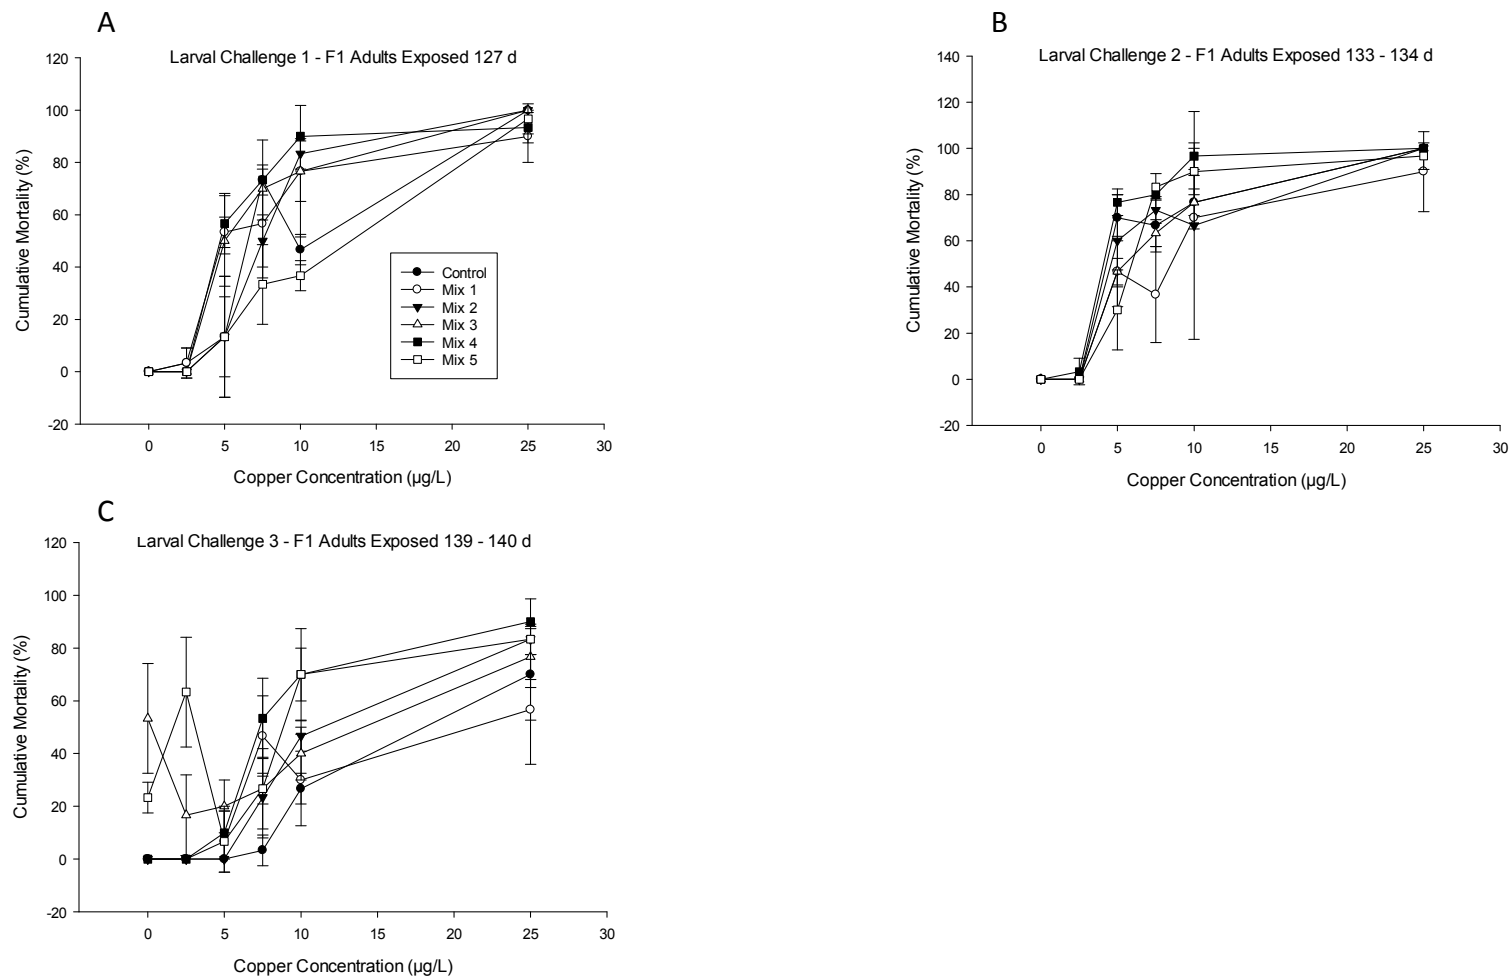 A
Larval Challenge 1 - F1 Adults Exposed 127 d
120
100
80
60
40
20
0
-20
Cumulative Mortality (%)
Control
Mix 1
Mix 2
Mix 3
Mix 4
Mix 5
0 5 10 15 20 25 30
Copper Concentration (µg/L)
B
Larval Challenge 2 - F1 Adults Exposed 133 - 134 d
140
120
100
80
60
40
20
0
-20
Cumulative Mortality (%)
0 5 10 15 20 25 30
Copper Concentration (µg/L)
C
Larval Challenge 3 - F1 Adults Exposed 139 - 140 d
120
100
80
60
40
20
0
-20
Cumulative Mortality (%)
0 5 10 15 20 25 30
Copper Concentration (µg/L)